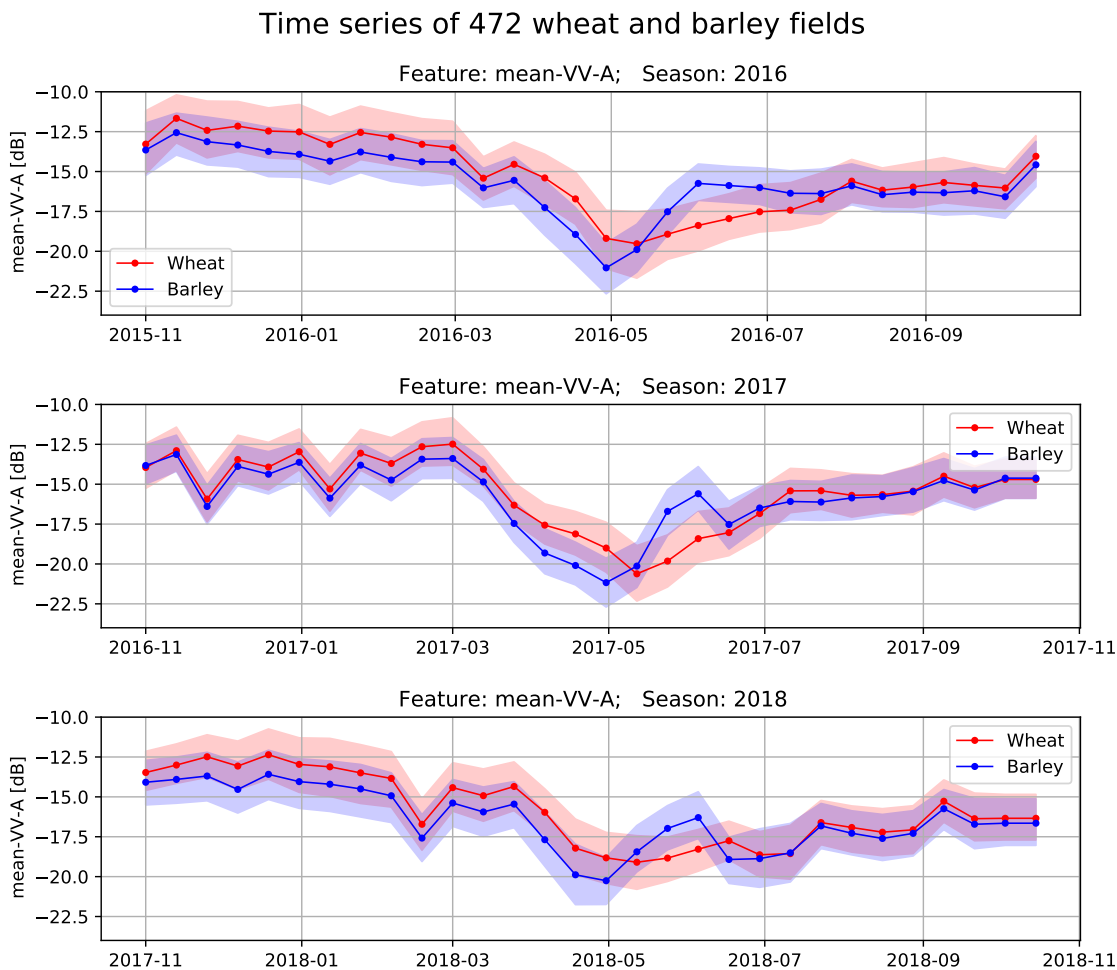 Time series of 472 wheat and barley fields
Feature: mean-VV-A;   Season: 2016
mean-VV-A [dB]
−10.0
−12.5
−15.0
−17.5
−20.0
−22.5
Wheat
Barley
2015-11 2016-01 2016-03 2016-05 2016-07 2016-09
Feature: mean-VV-A;   Season: 2017
mean-VV-A [dB]
−10.0
−12.5
−15.0
−17.5
−20.0
−22.5
Wheat
Barley
2016-11 2017-01 2017-03 2017-05 2017-07 2017-09 2017-11
Feature: mean-VV-A;   Season: 2018
mean-VV-A [dB]
−10.0
−12.5
−15.0
−17.5
−20.0
−22.5
Wheat
Barley
2017-11 2018-01 2018-03 2018-05 2018-07 2018-09 2018-11